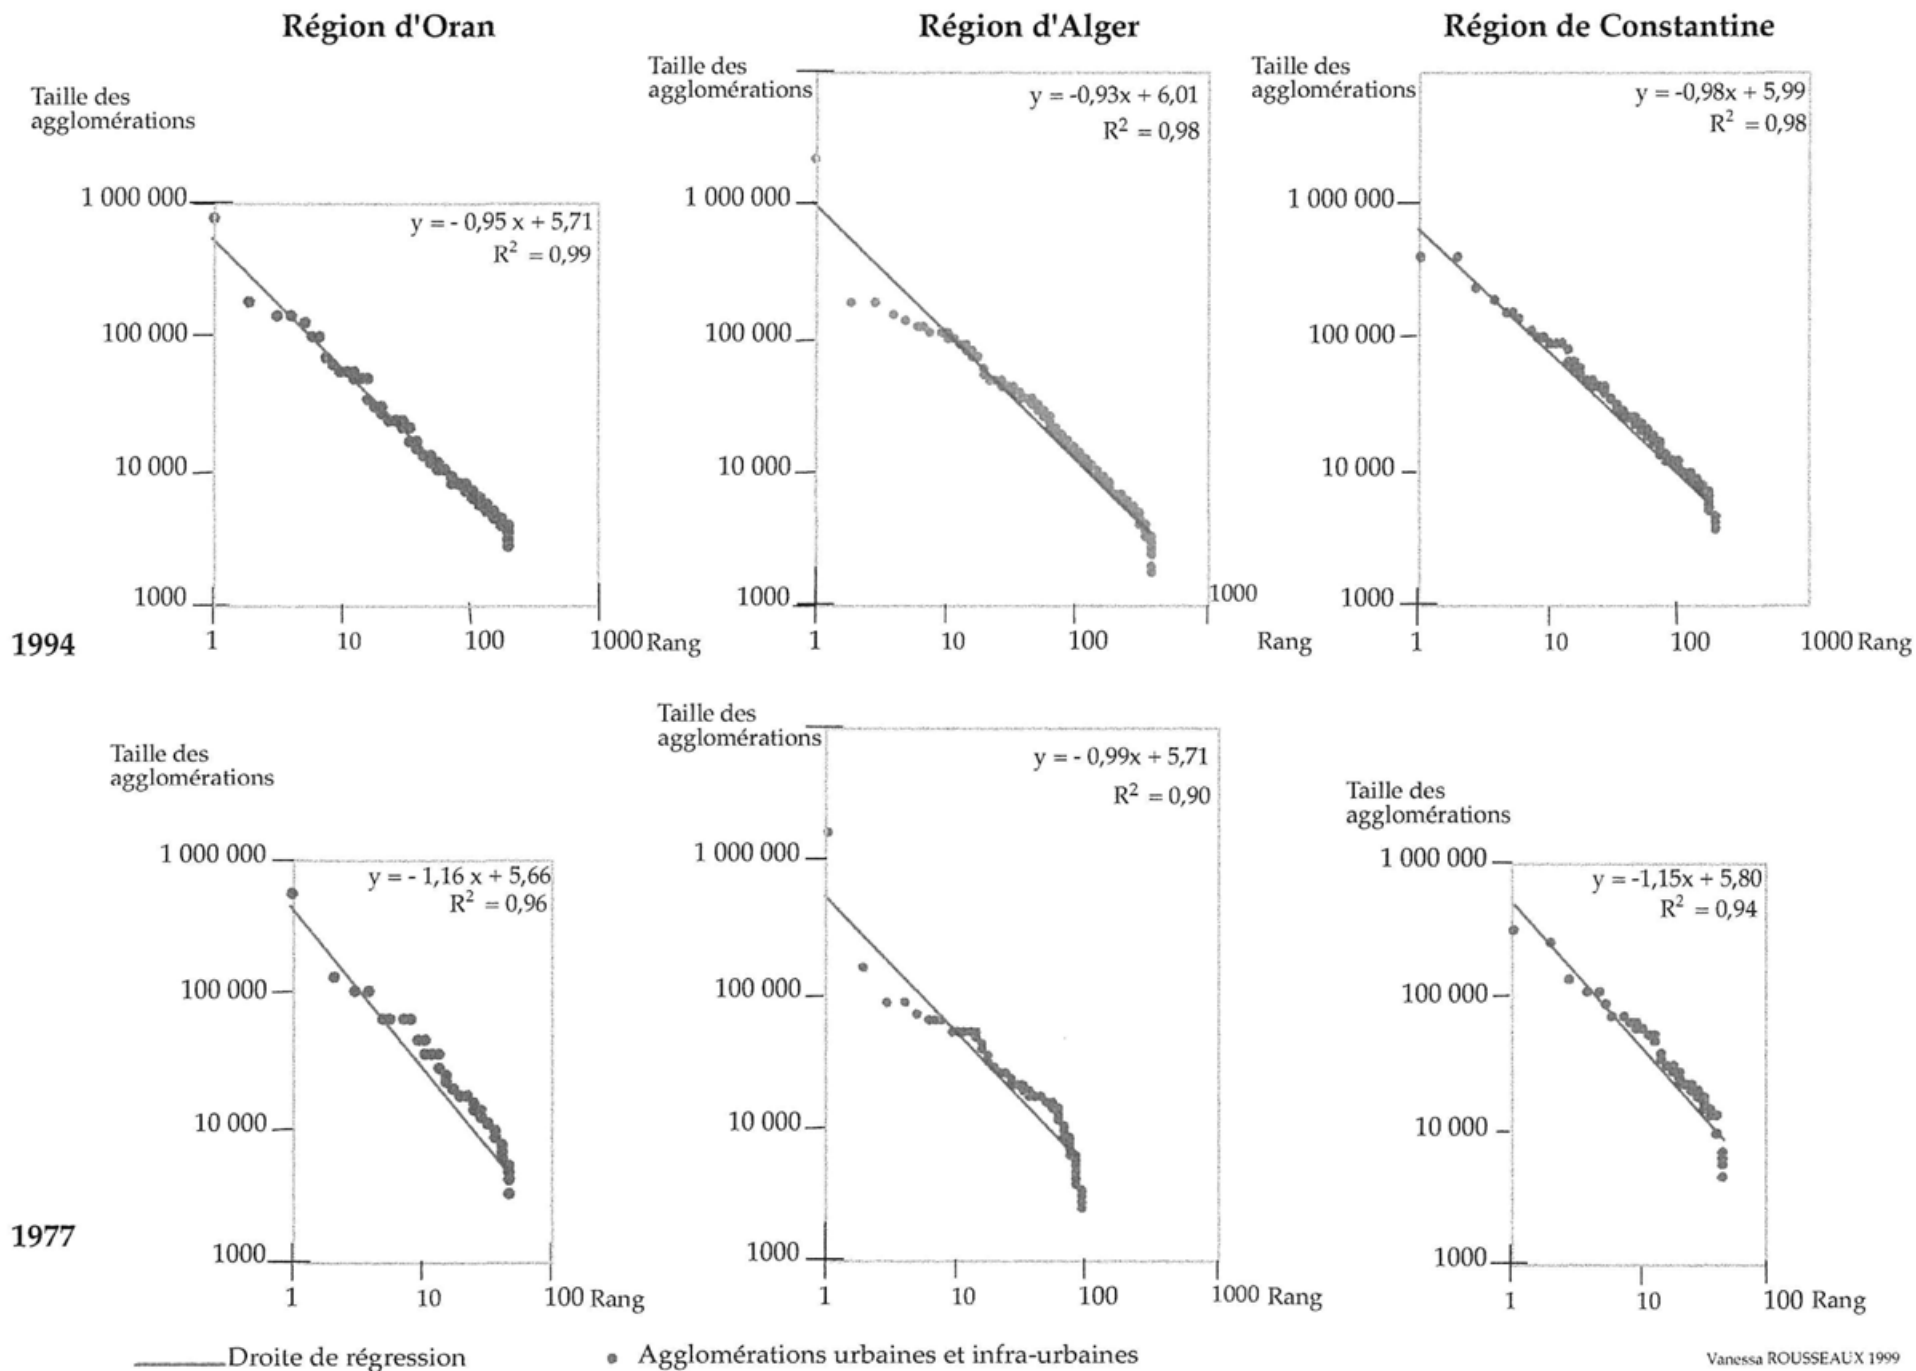 Région d'Oran
Région d'Alger
Région de Constantine
Taille des
agglomérations
y = - 0,95 x + 5,71
R² = 0,99
1 000 000
100 000
10 000
1000
1
10
100
1000 Rang
Taille des
agglomérations
y = -0,93x + 6,01
R² = 0,98
1 000 000
100 000
10 000
1000
1
10
100
1000
Rang
Taille des
agglomérations
y = -0,98x + 5,99
R² = 0,98
1 000 000
100 000
10 000
1000
1
10
100
1000 Rang
1994
Taille des
agglomérations
y = - 1,16 x + 5,66
R² = 0,96
1 000 000
100 000
10 000
1000
1
10
100 Rang
Taille des
agglomérations
y = - 0,99x + 5,71
R² = 0,90
1 000 000
100 000
10 000
1000
1
10
100
1000 Rang
Taille des
agglomérations
y = -1,15x + 5,80
R² = 0,94
1 000 000
100 000
10 000
1000
1
10
100 Rang
1977
Droite de régression
Agglomérations urbaines et infra-urbaines
Vanessa ROUSSEAUX 1999